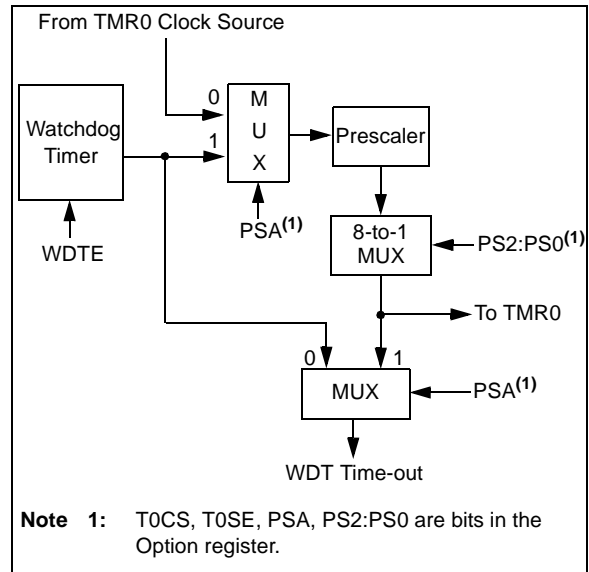 From TMR0 Clock Source
0
M
U
X
Watchdog
Timer
1
Prescaler
PSA(1)
WDTE
8-to-1
MUX
PS2:PS0(1)
To TMR0
0
1
MUX
PSA(1)
WDT Time-out
Note 1: T0CS, T0SE, PSA, PS2:PS0 are bits in the
Option register.